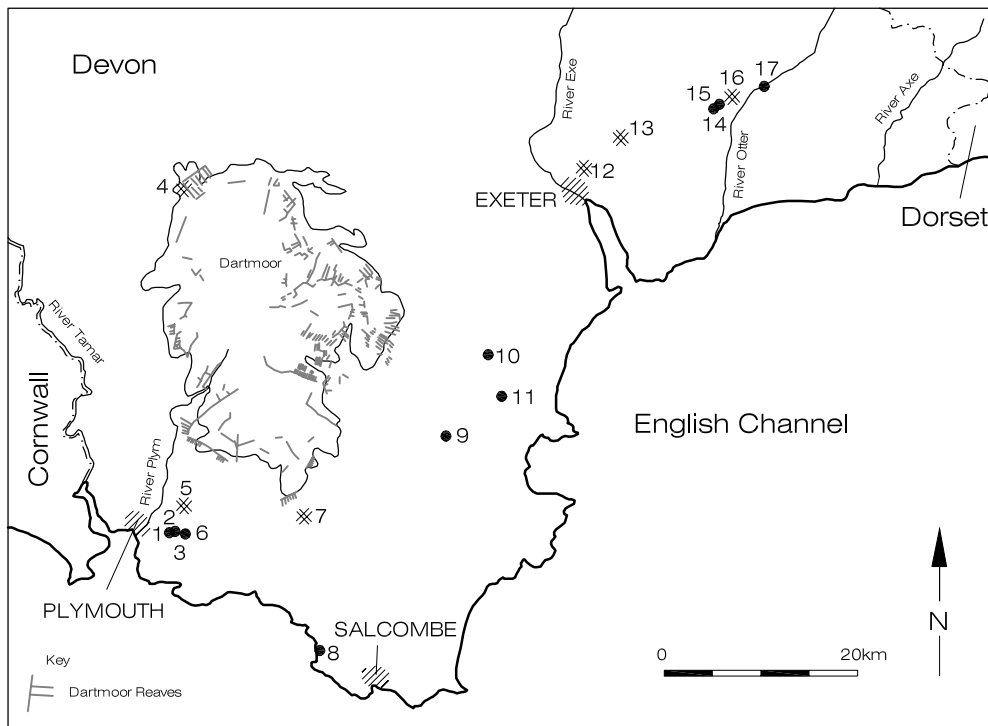 Devon
River Exe
16
17
15
14
13
12
River Otter
River Axe
EXETER
Dorset
4
Dartmoor
River Tamar
Cornwall
10
11
English Channel
9
River Plym
5
2
1
6
3
7
PLYMOUTH
SALCOMBE
8
N
Key
Dartmoor Reaves
0
20km